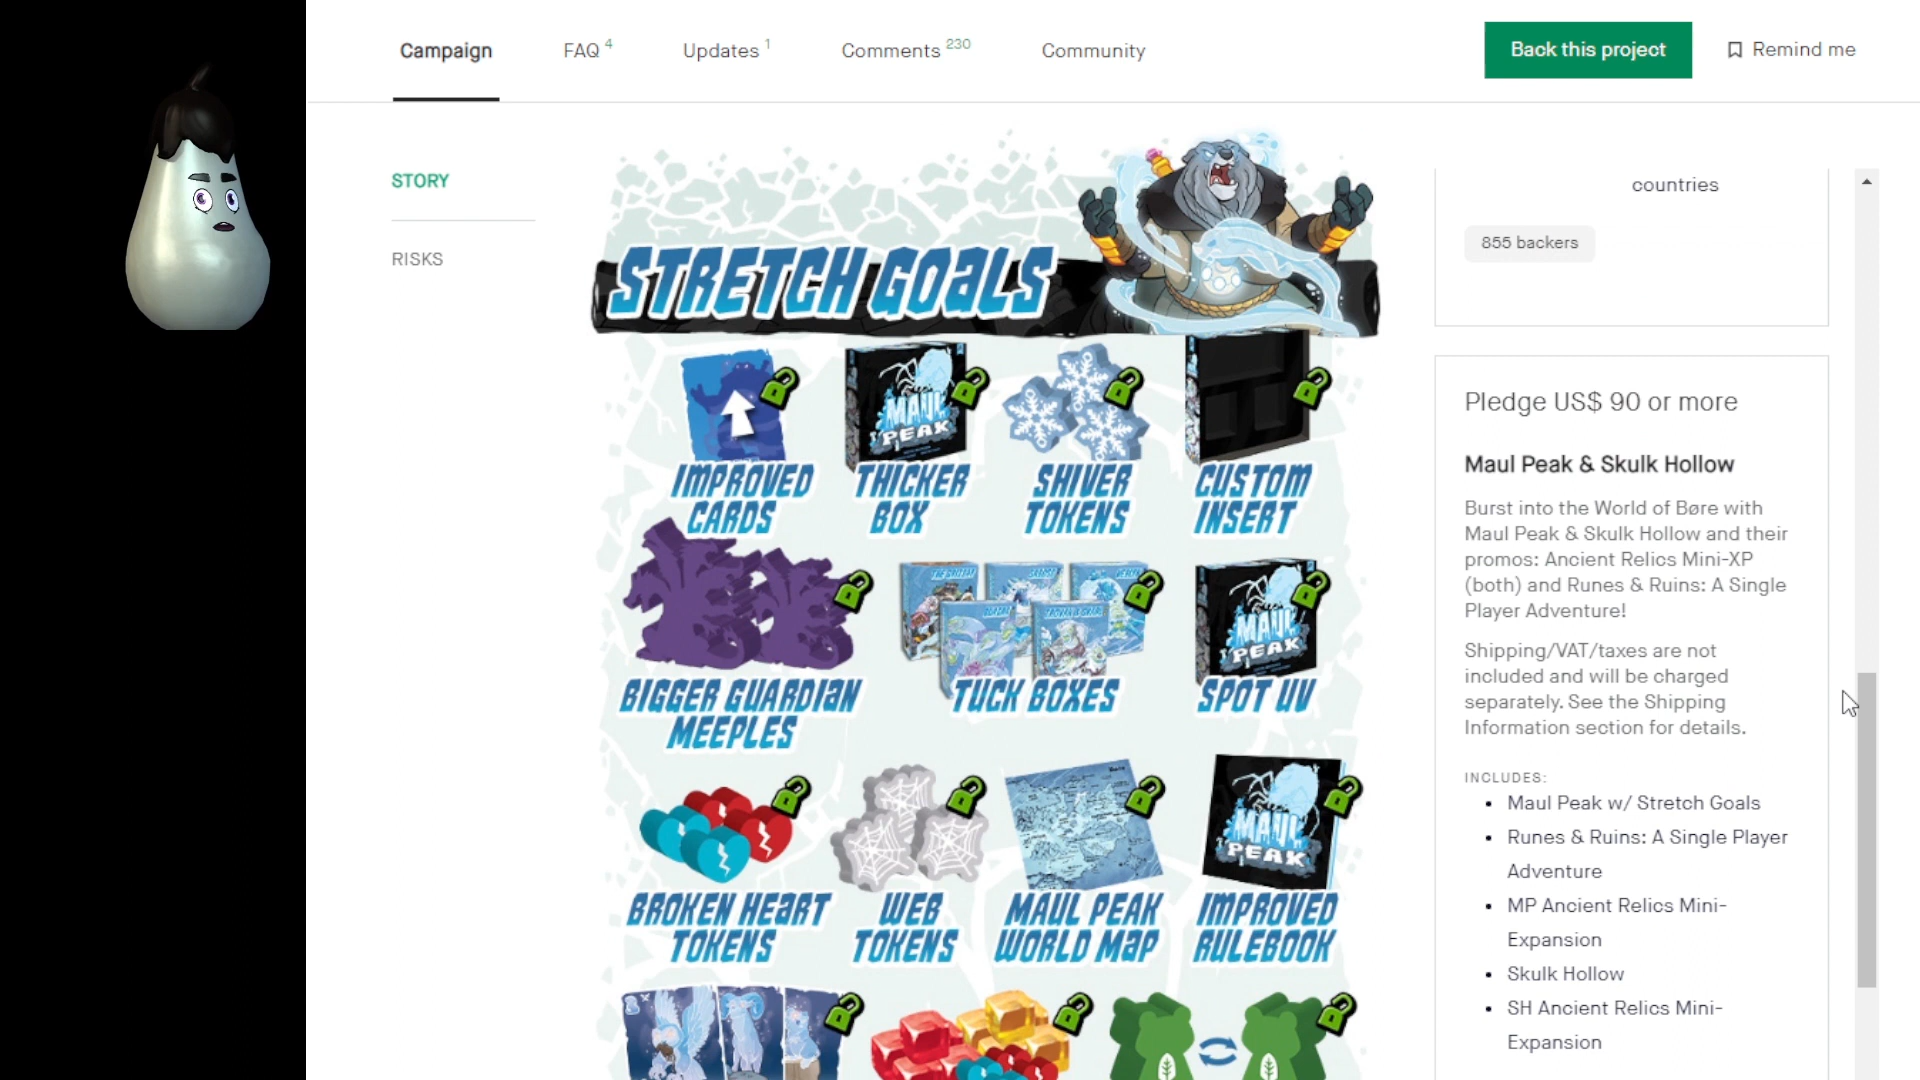 Campaign
FAQ 4
Updates 1
Comments 230
Community
Back this project
Remind me
STORY
RISKS
STRETCH GOALS
MAUL
PEAK
IMPROVED
CARDS
THICKER
BOX
SHIVER
TOKENS
CUSTOM
INSERT
MAUL
PEAK
BIGGER GUARDIAN
MEEPLES
TUCK BOXES
SPOT UV
MAUL
PEAK
BROKEN HEART
TOKENS
WEB
TOKENS
MAUL PEAK
WORLD MAP
IMPROVED
RULEBOOK
countries
855 backers
Pledge US$ 90 or more
Maul Peak & Skulk Hollow
Burst into the World of Børe with
Maul Peak & Skulk Hollow and their
promos: Ancient Relics Mini-XP
(both) and Runes & Ruins: A Single
Player Adventure!
Shipping/VAT/taxes are not
included and will be charged
separately. See the Shipping
Information section for details.
INCLUDES:
Maul Peak w/ Stretch Goals
Runes & Ruins: A Single Player
Adventure
MP Ancient Relics Mini-
Expansion
Skulk Hollow
SH Ancient Relics Mini-
Expansion